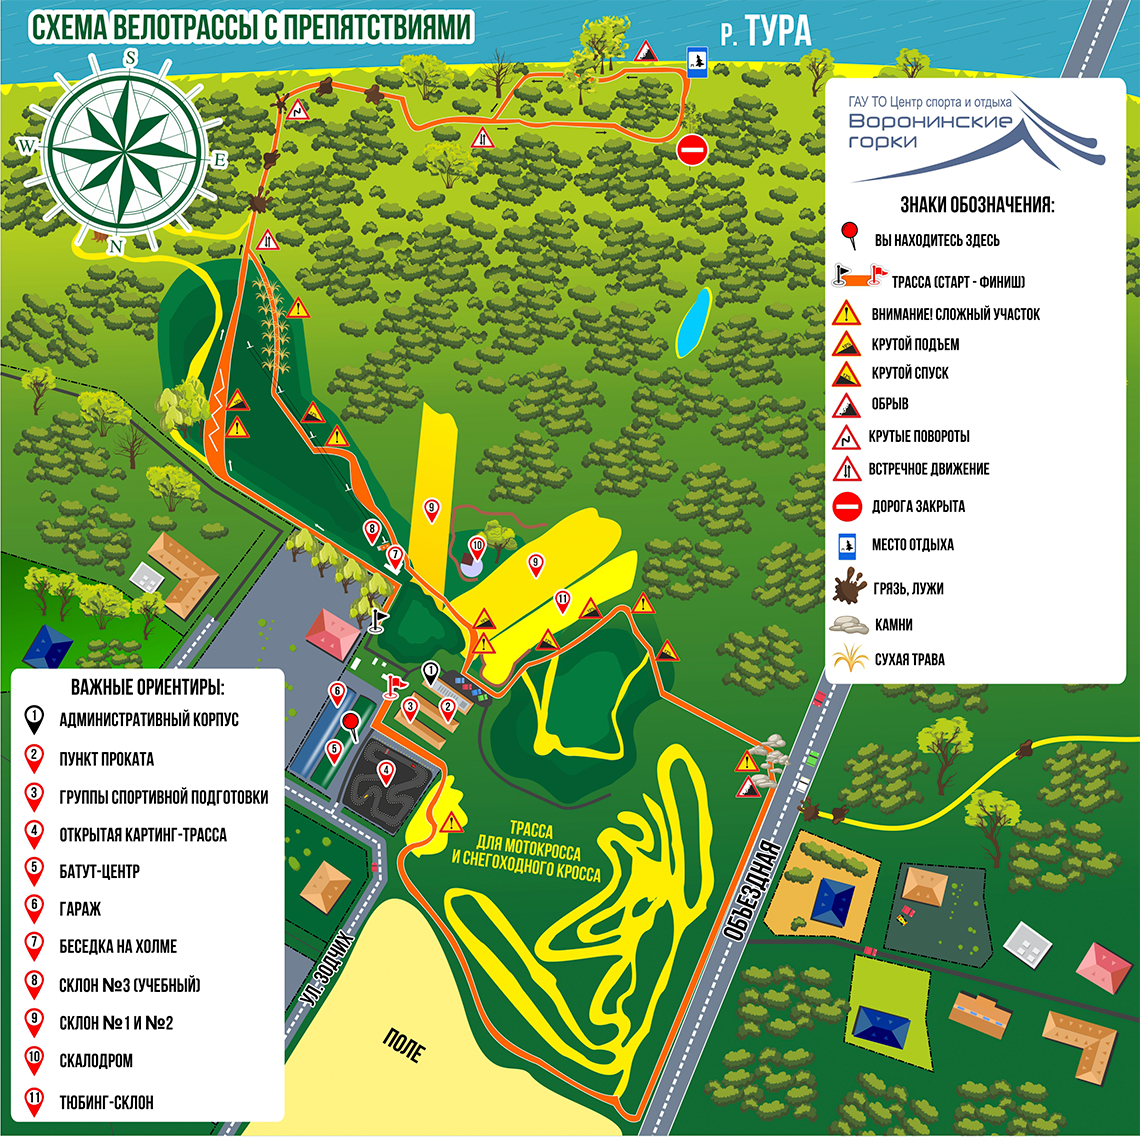 СХЕМА ВЕЛОТРАССЫ С ПРЕПЯТСТВИЯМИ
р. ТУРА
S
W
E
N
ГАУ ТО Центр спорта и отдыха
Воронинские
горки
ЗНАКИ ОБОЗНАЧЕНИЯ:
ВЫ НАХОДИТЕСЬ ЗДЕСЬ
ТРАССА (СТАРТ - ФИНИШ)
ВНИМАНИЕ! СЛОЖНЫЙ УЧАСТОК
КРУТОЙ ПОДЪЕМ
КРУТОЙ СПУСК
ОБРЫВ
КРУТЫЕ ПОВОРОТЫ
ВСТРЕЧНОЕ ДВИЖЕНИЕ
ДОРОГА ЗАКРЫТА
МЕСТО ОТДЫХА
ГРЯЗЬ, ЛУЖИ
КАМНИ
СУХАЯ ТРАВА
9
8
10
7
9
11
1
6
3
2
5
4
ТРАССА
ДЛЯ МОТОКРОССА
И СНЕГОХОДНОГО КРОССА
ОБЪЕЗДНАЯ
УЛ. ЗОДЧИХ
ПОЛЕ
ВАЖНЫЕ ОРИЕНТИРЫ:
1 АДМИНИСТРАТИВНЫЙ КОРПУС
2 ПУНКТ ПРОКАТА
3 ГРУППЫ СПОРТИВНОЙ ПОДГОТОВКИ
4 ОТКРЫТАЯ КАРТИНГ-ТРАССА
5 БАТУТ-ЦЕНТР
6 ГАРАЖ
7 БЕСЕДКА НА ХОЛМЕ
8 СКЛОН №3 (УЧЕБНЫЙ)
9 СКЛОН №1 И №2
10 СКАЛОДРОМ
11 ТЮБИНГ-СКЛОН